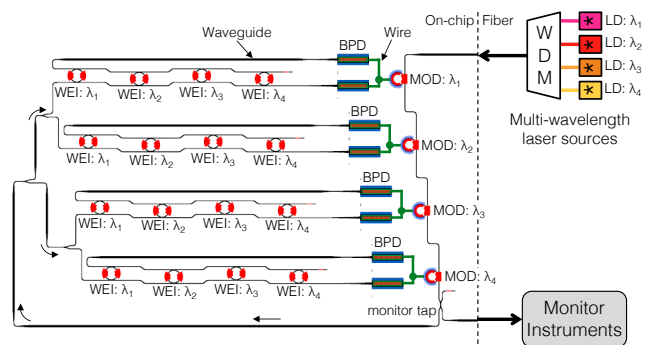 On-chip
Fiber
Waveguide
Wire
BPD
WEI: λ₁
WEI: λ₂
WEI: λ₃
WEI: λ₄
MOD: λ₁
W
D
M
LD: λ₁
LD: λ₂
LD: λ₃
LD: λ₄
Multi-wavelength
laser sources
BPD
WEI: λ₁
WEI: λ₂
WEI: λ₃
WEI: λ₄
MOD: λ₂
BPD
WEI: λ₁
WEI: λ₂
WEI: λ₃
WEI: λ₄
MOD: λ₃
BPD
WEI: λ₁
WEI: λ₂
WEI: λ₃
WEI: λ₄
MOD: λ₄
monitor tap
Monitor
Instruments